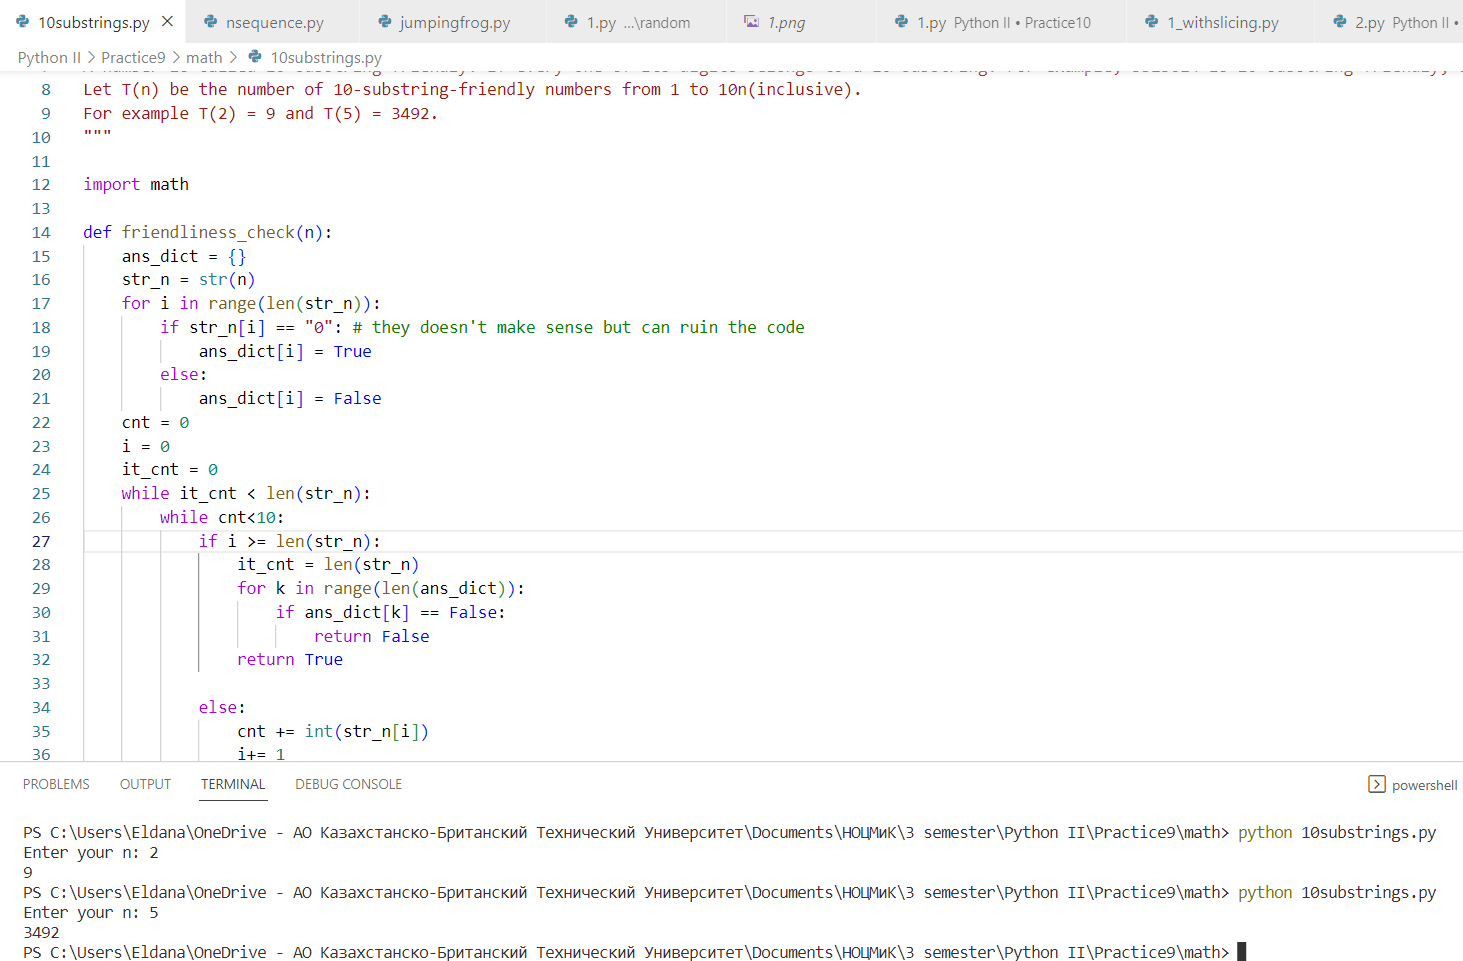 10substrings.py
nsequence.py
jumpingfrog.py
1.py ...\random
1.png
1.py Python II • Practice10
1_withslicing.py
2.py Python II •
Python II > Practice9 > math > 10substrings.py
8 Let T(n) be the number of 10-substring-friendly numbers from 1 to 10n(inclusive).
9 For example T(2) = 9 and T(5) = 3492.
10 """
11
12 import math
13
14 def friendliness_check(n):
15 ans_dict = {}
16 str_n = str(n)
17 for i in range(len(str_n)):
18 if str_n[i] == "0": # they doesn't make sense but can ruin the code
19 ans_dict[i] = True
20 else:
21 ans_dict[i] = False
22 cnt = 0
23 i = 0
24 it_cnt = 0
25 while it_cnt < len(str_n):
26 while cnt<10:
27 if i >= len(str_n):
28 it_cnt = len(str_n)
29 for k in range(len(ans_dict)):
30 if ans_dict[k] == False:
31 return False
32 return True
33
34 else:
35 cnt += int(str_n[i])
36 i+= 1
PROBLEMS OUTPUT TERMINAL DEBUG CONSOLE
powershell
PS C:\Users\Eldana\OneDrive - АО Казахстанско-Британский Технический Университет\Documents\НОЦМиК\3 semester\Python II\Practice9\math> python 10substrings.py
Enter your n: 2
9
PS C:\Users\Eldana\OneDrive - АО Казахстанско-Британский Технический Университет\Documents\НОЦМиК\3 semester\Python II\Practice9\math> python 10substrings.py
Enter your n: 5
3492
PS C:\Users\Eldana\OneDrive - АО Казахстанско-Британский Технический Университет\Documents\НОЦМиК\3 semester\Python II\Practice9\math>